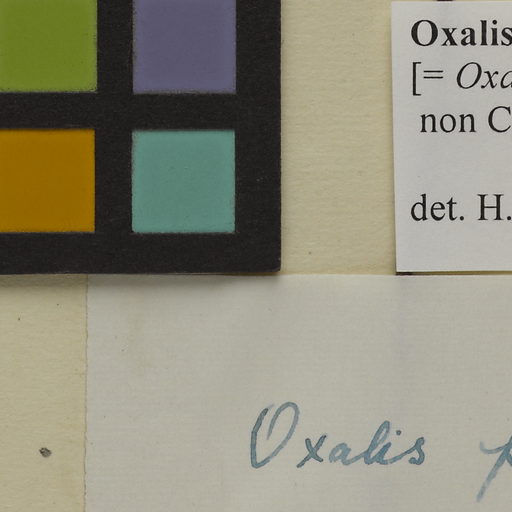 Oxalis
[= Oxa
non C
det. H.
Oxalis p